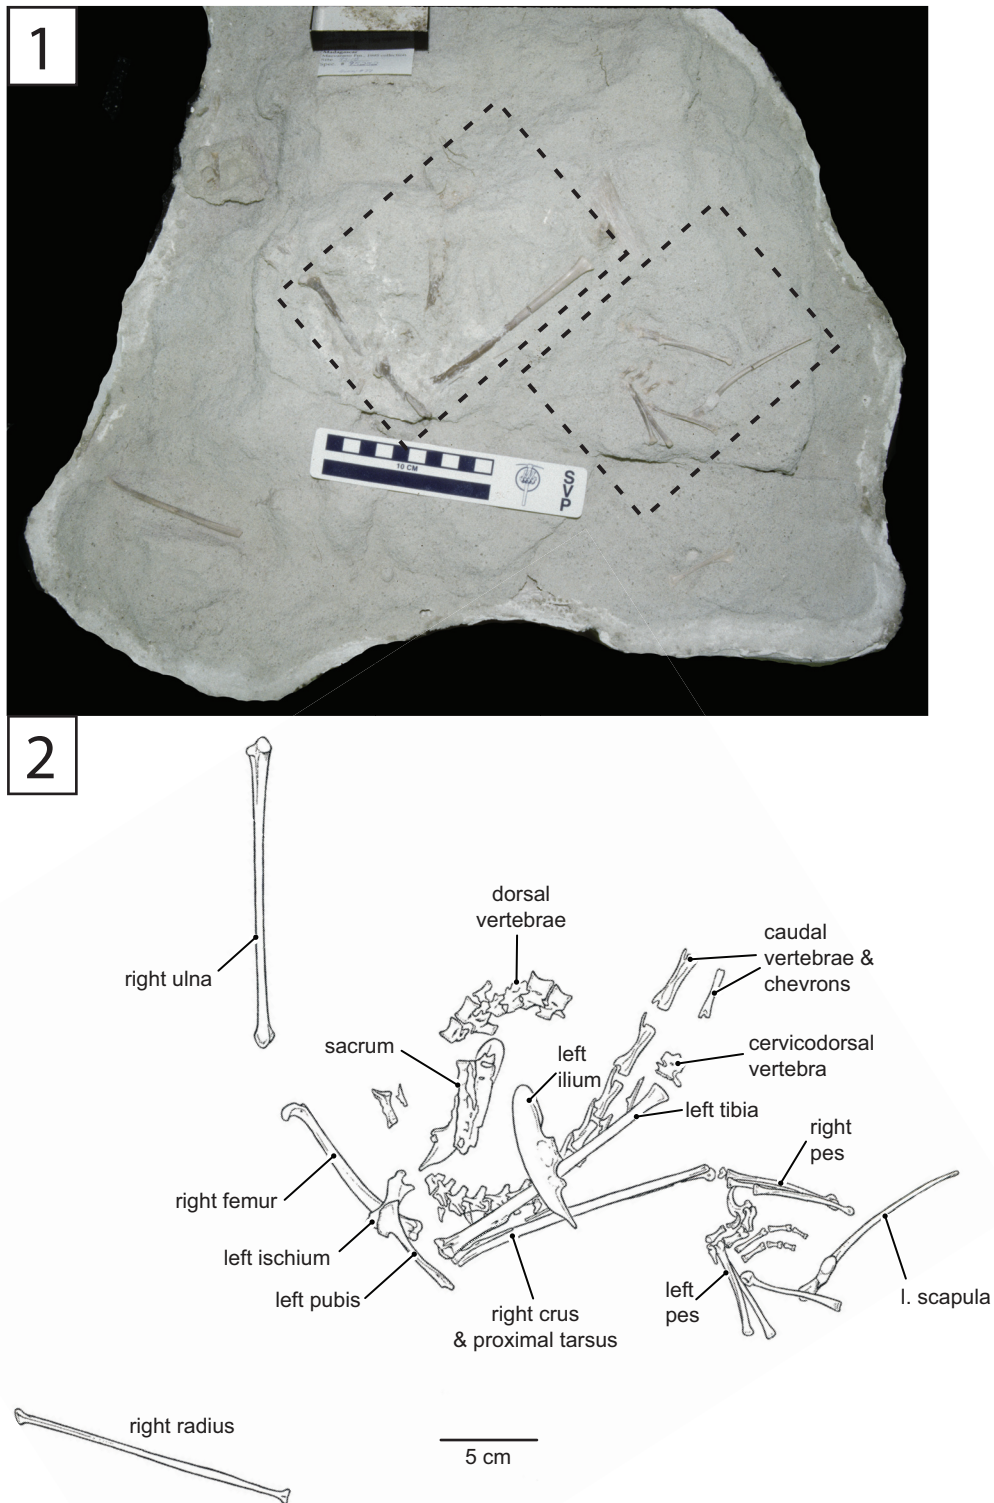 1
10 CM
S
V
P
2
dorsal
vertebrae
caudal
vertebrae &
chevrons
right ulna
sacrum
left
ilium
cervicodorsal
vertebra
left tibia
right
pes
right femur
left ischium
left pubis
right crus
& proximal tarsus
left
pes
l. scapula
right radius
5 cm